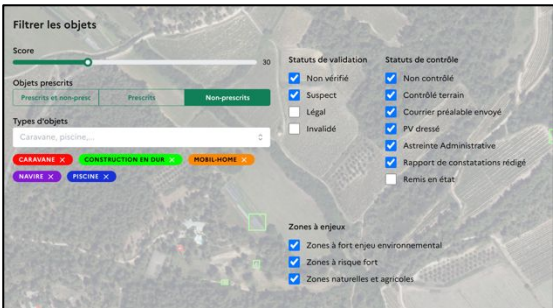 Filtrer les objets
Score
30
Objets prescrits
Prescrits et non-presc
Prescrits
Non-prescrits
Types d'objets
Caravane, piscine,...
CARAVANE ×
CONSTRUCTION EN DUR ×
MOBIL-HOME ×
NAVIRE ×
PISCINE ×
Statuts de validation
Non vérifié
Suspect
Légal
Invalidé
Statuts de contrôle
Non contrôlé
Contrôlé terrain
Courrier préalable envoyé
PV dressé
Astreinte Administrative
Rapport de constatations rédigé
Remis en état
Zones à enjeux
Zones à fort enjeu environnemental
Zones à risque fort
Zones naturelles et agricoles